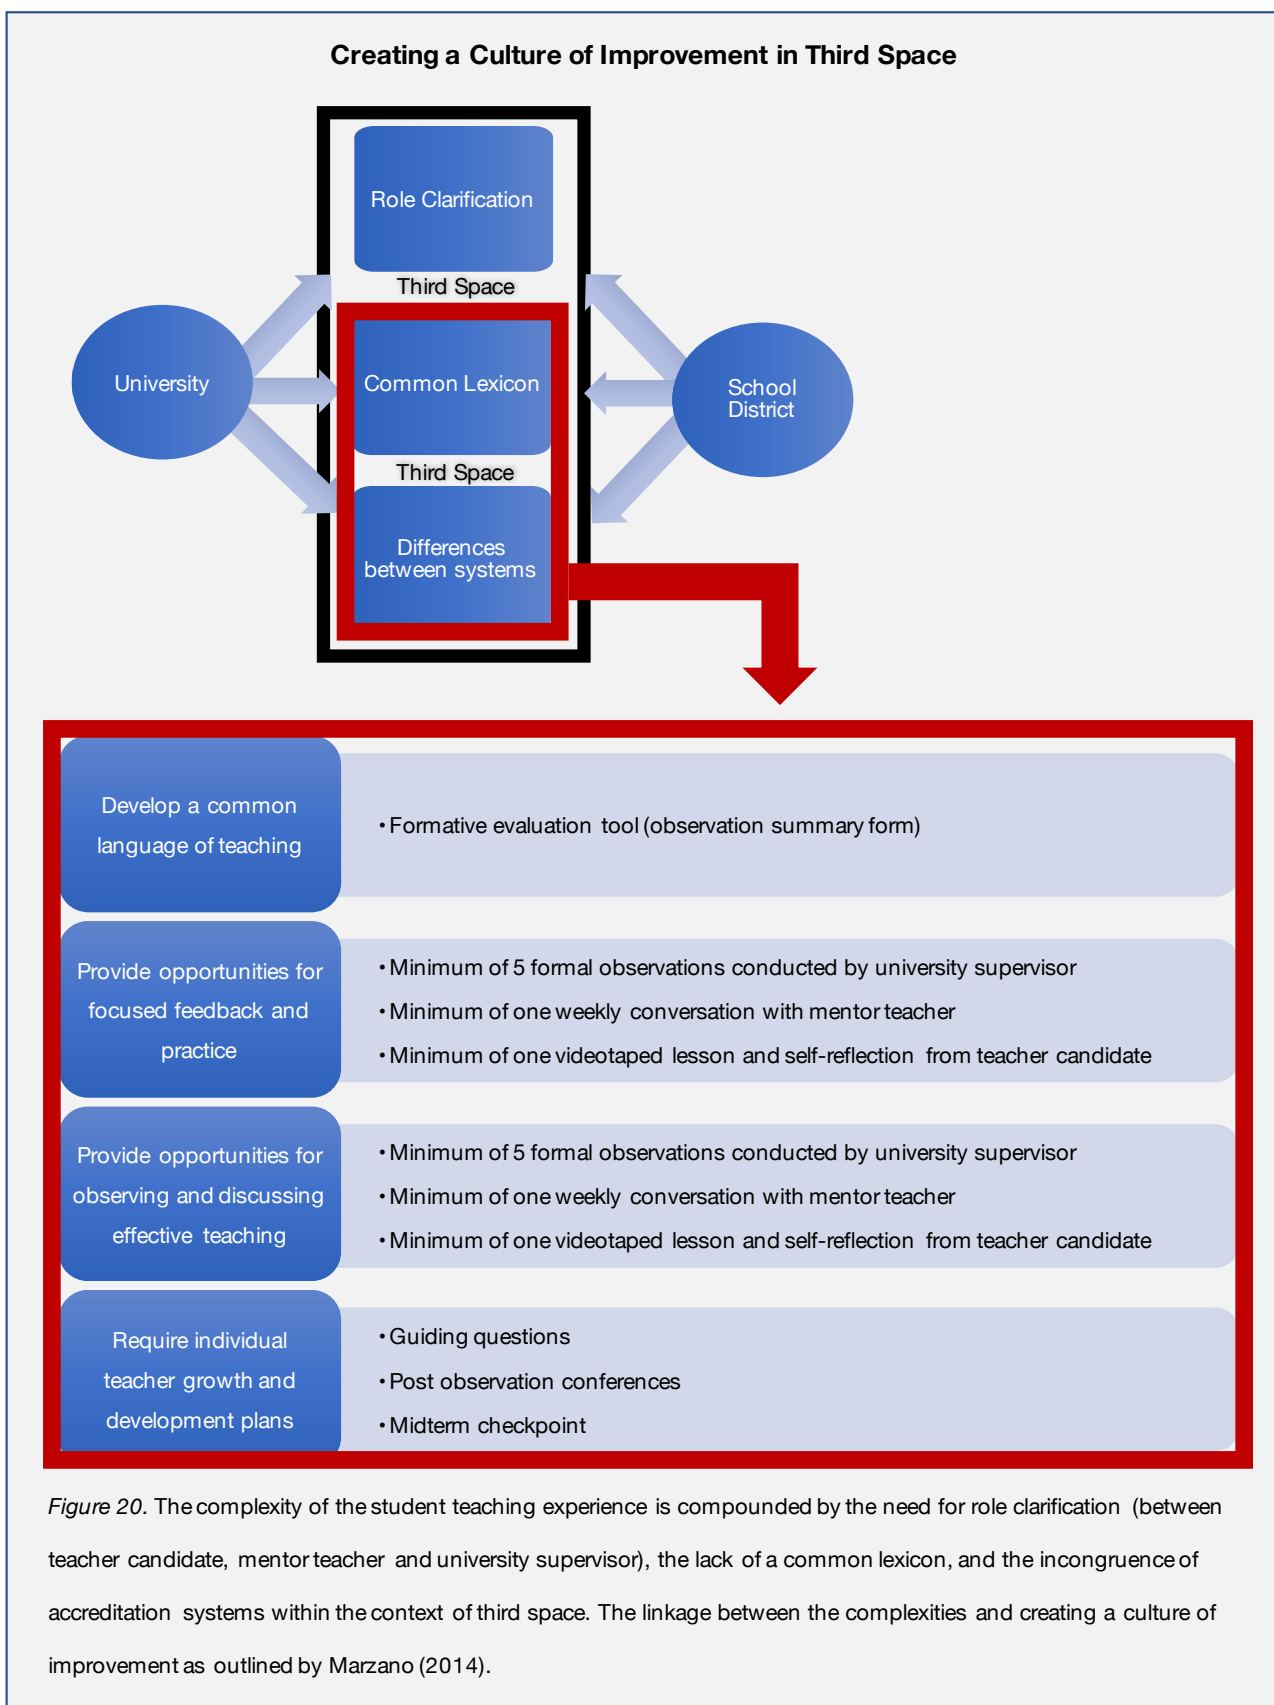 Creating a Culture of Improvement in Third Space
Role Clarification
Third Space
University
Common Lexicon
School
District
Third Space
Differences
between systems
Develop a common
language of teaching
• Formative evaluation tool (observation summary form)
Provide opportunities for
focused feedback and
practice
• Minimum of 5 formal observations conducted by university supervisor
• Minimum of one weekly conversation with mentor teacher
• Minimum of one videotaped lesson and self-reflection from teacher candidate
Provide opportunities for
observing and discussing
effective teaching
• Minimum of 5 formal observations conducted by university supervisor
• Minimum of one weekly conversation with mentor teacher
• Minimum of one videotaped lesson and self-reflection from teacher candidate
Require individual
teacher growth and
development plans
• Guiding questions
• Post observation conferences
• Midterm checkpoint
Figure 20. The complexity of the student teaching experience is compounded by the need for role clarification (between
teacher candidate, mentor teacher and university supervisor), the lack of a common lexicon, and the incongruence of
accreditation systems within the context of third space. The linkage between the complexities and creating a culture of
improvement as outlined by Marzano (2014).